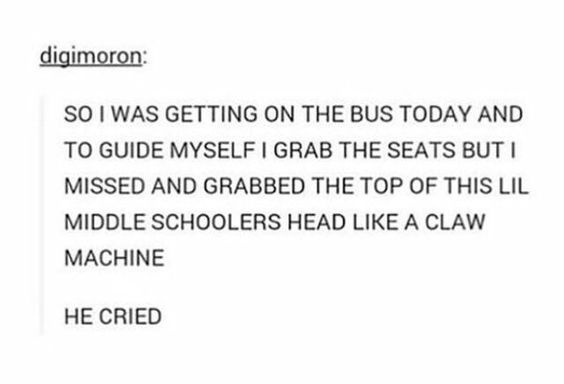 digimoron:
SO I WAS GETTING ON THE BUS TODAY AND
TO GUIDE MYSELF I GRAB THE SEATS BUT I
MISSED AND GRABBED THE TOP OF THIS LIL
MIDDLE SCHOOLERS HEAD LIKE A CLAW
MACHINE
HE CRIED